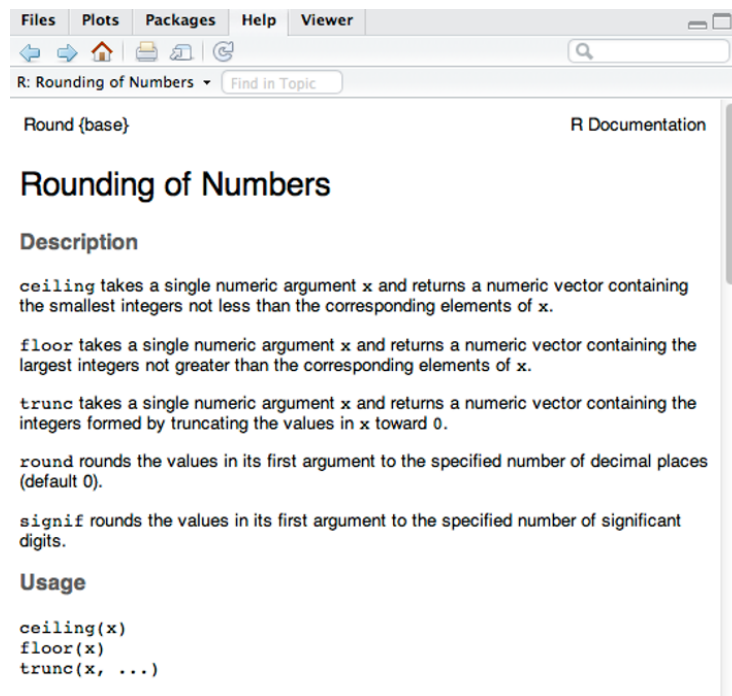 Files Plots Packages Help Viewer
R: Rounding of Numbers Find in Topic
Round {base} R Documentation
Rounding of Numbers
Description
ceiling takes a single numeric argument x and returns a numeric vector containing
the smallest integers not less than the corresponding elements of x.
floor takes a single numeric argument x and returns a numeric vector containing the
largest integers not greater than the corresponding elements of x.
trunc takes a single numeric argument x and returns a numeric vector containing the
integers formed by truncating the values in x toward 0.
round rounds the values in its first argument to the specified number of decimal places
(default 0).
signif rounds the values in its first argument to the specified number of significant
digits.
Usage
ceiling(x)
floor(x)
trunc(x, ...)